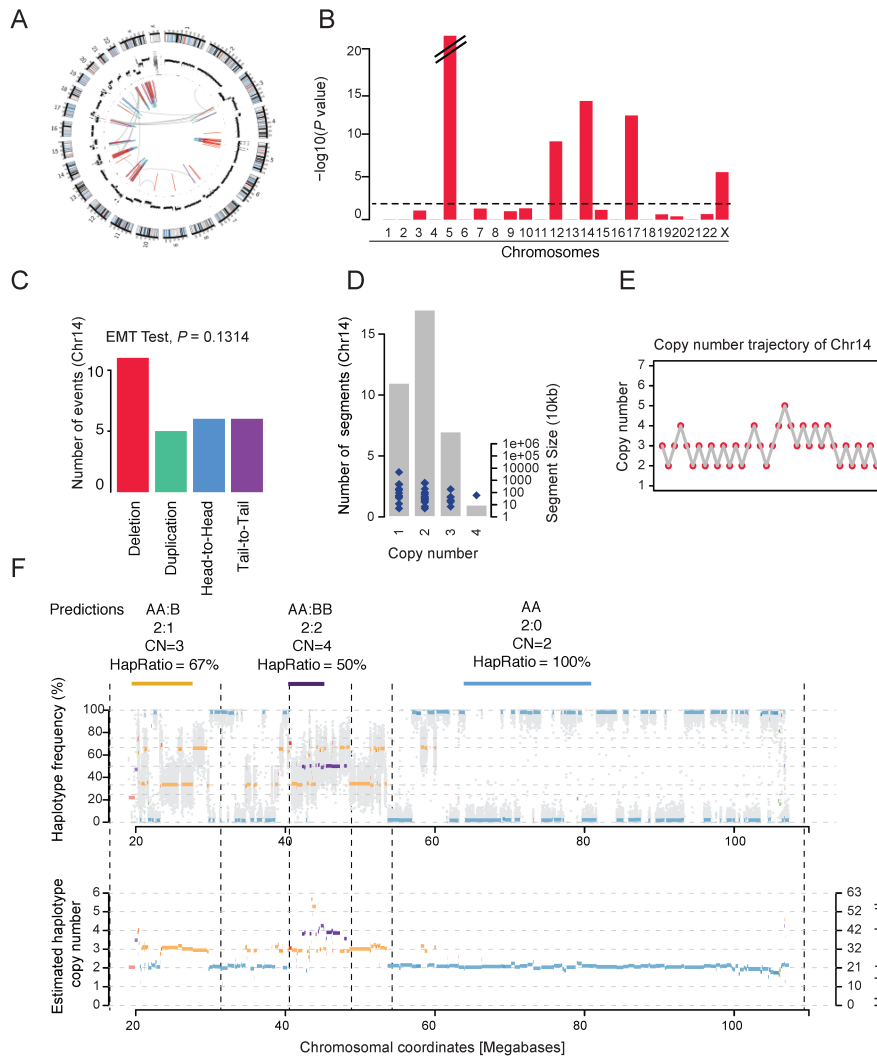 A
B
20
15
10
5
0
−log10(P value)
1 2 3 4 5 6 7 8 9 10 11 12 13 14 15 16 17 18 19 20 21 22 X
Chromosomes
C
EMT Test, P = 0.1314
Number of events (Chr14)
10
5
0
Deletion
Duplication
Head-to-Head
Tail-to-Tail
D
Number of segments (Chr14)
15
10
5
0
1e+06
1e+05
10000
1000
100
10
1
Segment Size (10kb)
1 2 3 4
Copy number
E
Copy number trajectory of Chr14
Copy number
7
6
5
4
3
2
1
F
Predictions
AA:B
2:1
CN=3
HapRatio = 67%
AA:BB
2:2
CN=4
HapRatio = 50%
AA
2:0
CN=2
HapRatio = 100%
Haplotype frequency (%)
100
80
60
40
20
0
20 40 60 80 100
Estimated haplotype copy number
6
5
4
3
2
1
0
63
52
42
32
21
10
0
20 40 60 80 100
Chromosomal coordinates [Megabases]